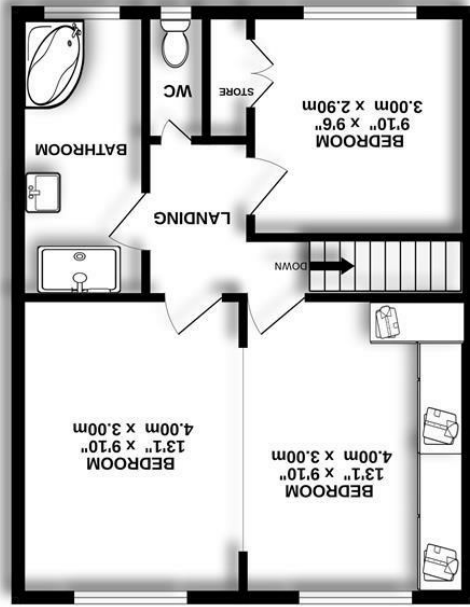 BEDROOM
13'1" x 9'10"
4.00m x 3.00m
BEDROOM
13'1" x 9'10"
4.00m x 3.00m
DOWN
LANDING
BATHROOM
BEDROOM
9'10" x 9'6"
3.00m x 2.90m
STORE
WC